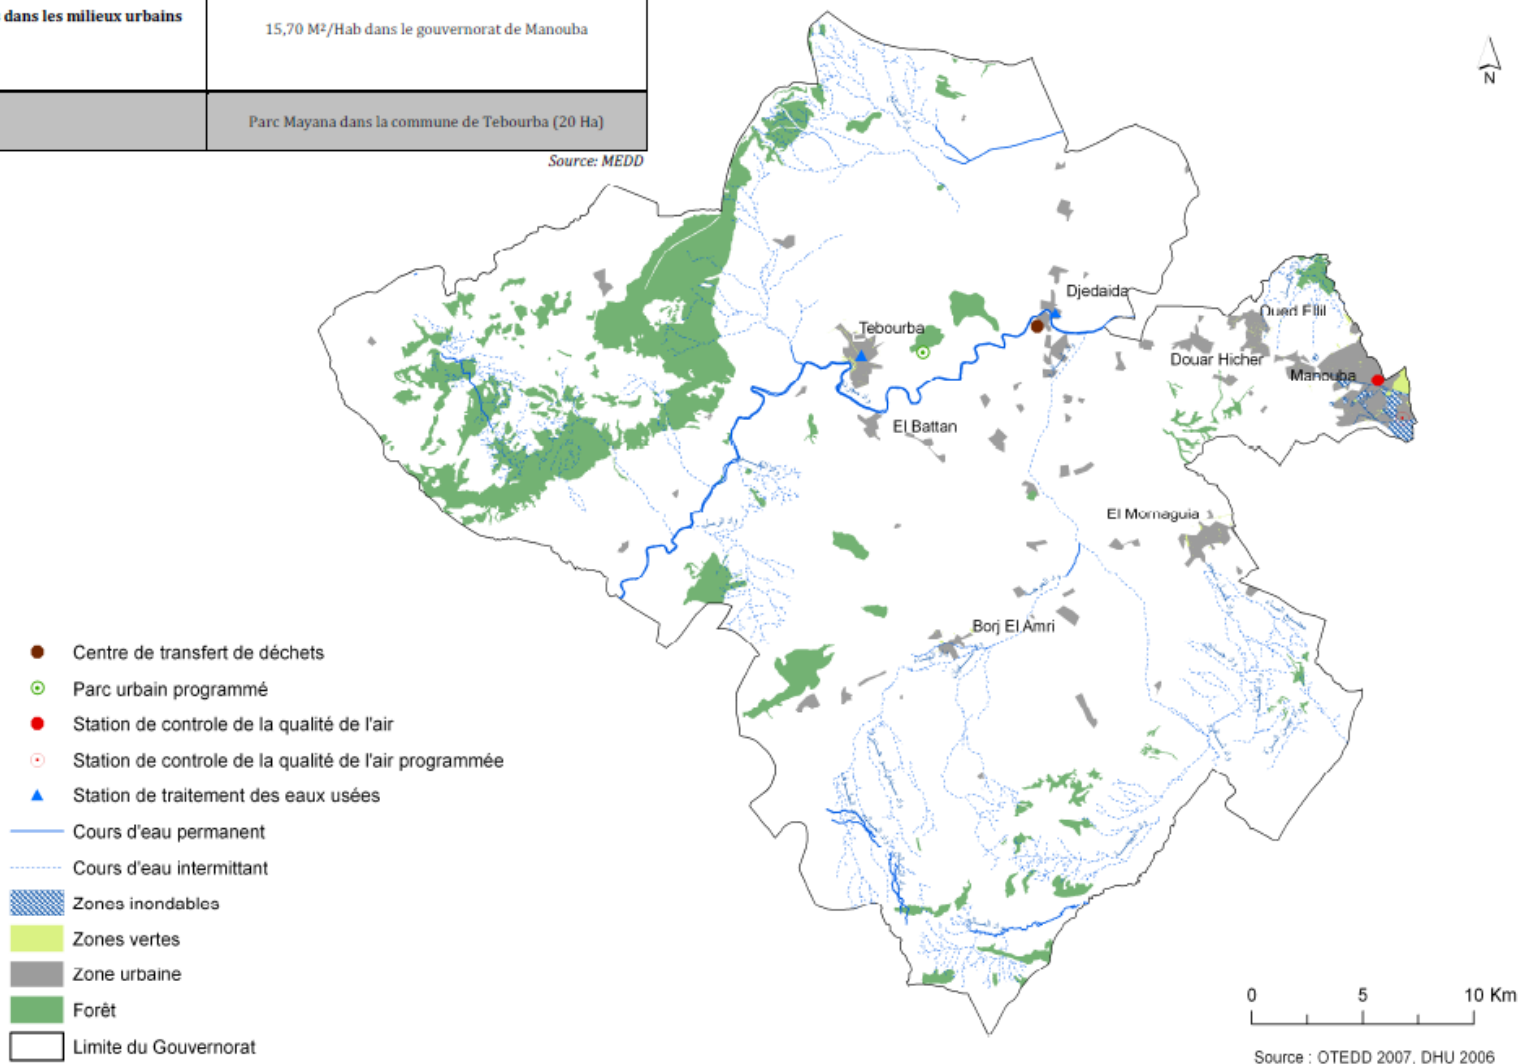 dans les milieux urbains
15,70 M²/Hab dans le gouvernorat de Manouba
Parc Mayana dans la commune de Tebourba (20 Ha)
Source: MEDD
N
Djedaida
Tebourba
Oued Ellil
Douar Hicher
Manouba
El Battan
El Mornaguia
Borj El Amri
Centre de transfert de déchets
Parc urbain programmé
Station de controle de la qualité de l'air
Station de controle de la qualité de l'air programmée
Station de traitement des eaux usées
Cours d'eau permanent
Cours d'eau intermittant
Zones inondables
Zones vertes
Zone urbaine
Forêt
Limite du Gouvernorat
0 5 10 Km
Source : OTEDD 2007, DHU 2006